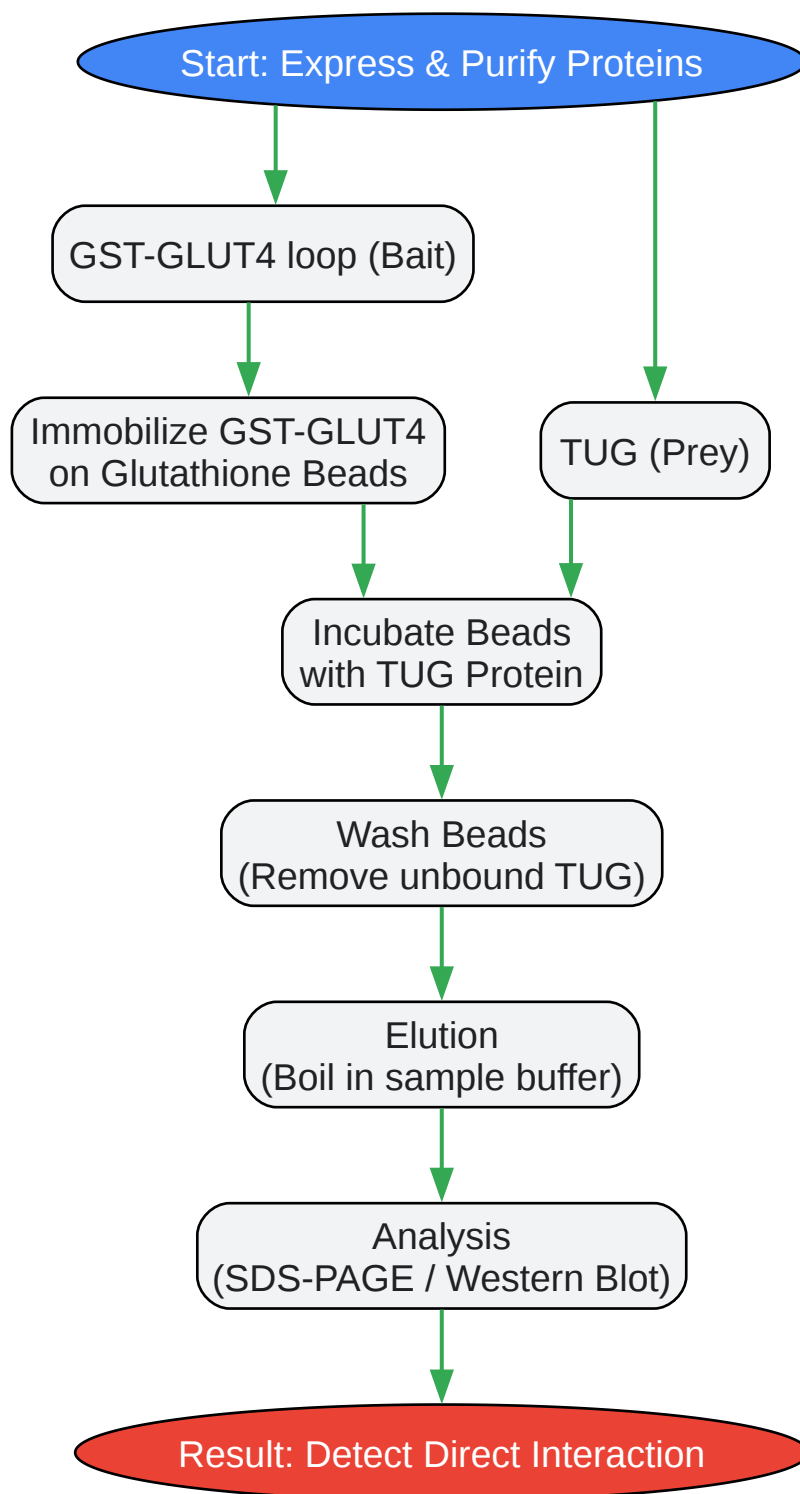 Start: Express & Purify Proteins
GST-GLUT4 loop (Bait)
Immobilize GST-GLUT4
on Glutathione Beads
TUG (Prey)
Incubate Beads
with TUG Protein
Wash Beads
(Remove unbound TUG)
Elution
(Boil in sample buffer)
Analysis
(SDS-PAGE / Western Blot)
Result: Detect Direct Interaction